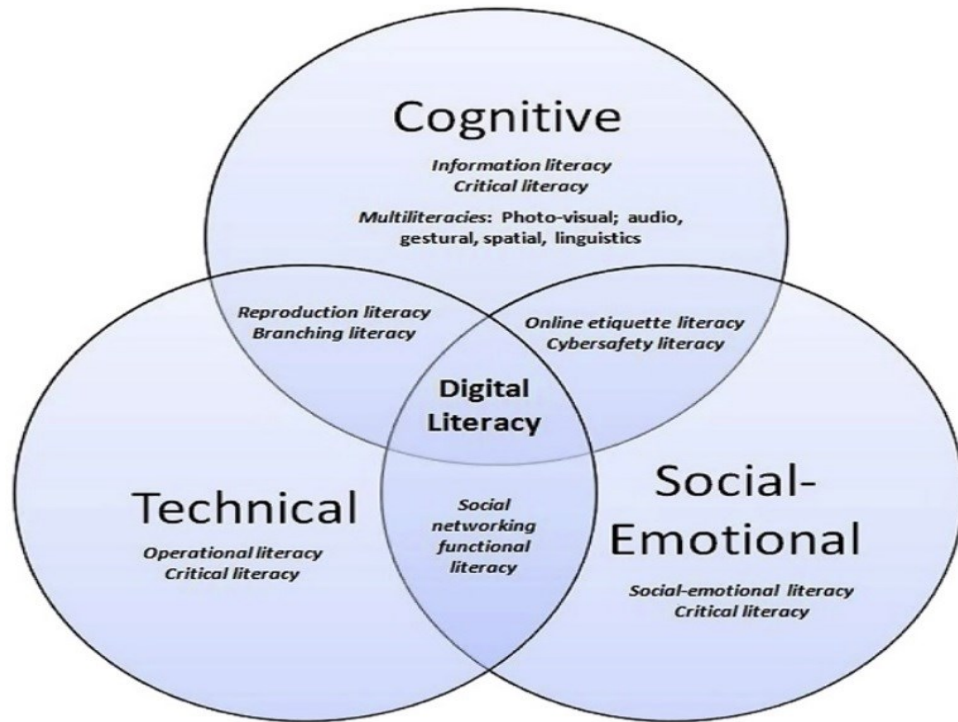 Cognitive
Information literacy
Critical literacy
Multiliteracies: Photo-visual; audio,
gestural, spatial, linguistics
Reproduction literacy
Branching literacy
Online etiquette literacy
Cybersafety literacy
Digital
Literacy
Technical
Operational literacy
Critical literacy
Social
networking
functional
literacy
Social-
Emotional
Social-emotional literacy
Critical literacy